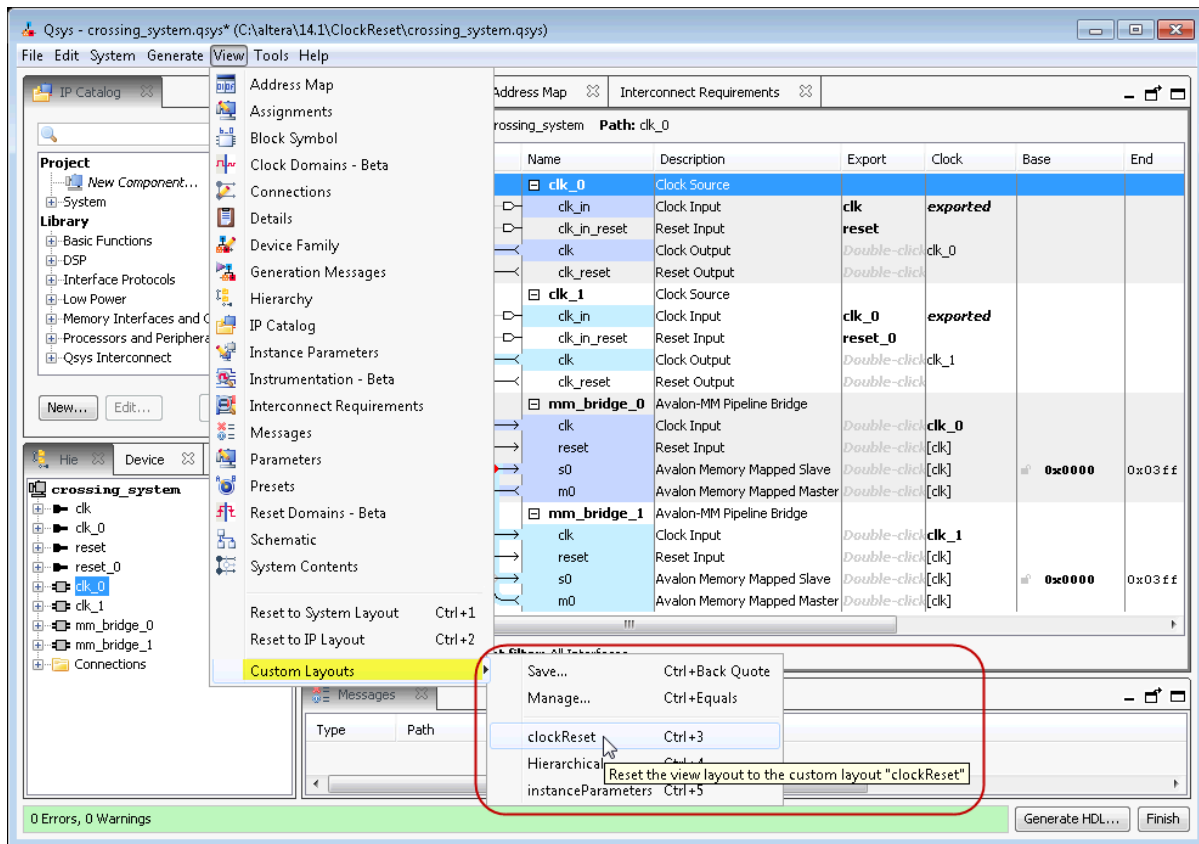 Qsys - crossing_system.qsys* (C:\altera\14.1\ClockReset\crossing_system.qsys)
File Edit System Generate View Tools Help
IP Catalog
Project
New Component...
System
Library
Basic Functions
DSP
Interface Protocols
Low Power
Memory Interfaces and
Processors and
Qsys Interconnect
New... Edit...
Hie Device
crossing_system
clk
clk_0
reset
reset_0
clk_0
clk_1
mm_bridge_0
mm_bridge_1
Connections
Address Map
Assignments
Block Symbol
Clock Domains - Beta
Connections
Details
Device Family
Generation Messages
Hierarchy
IP Catalog
Instance Parameters
Instrumentation - Beta
Interconnect Requirements
Messages
Parameters
Presets
Reset Domains - Beta
Schematic
System Contents
Reset to System Layout Ctrl+1
Reset to IP Layout Ctrl+2
Custom Layouts
Address Map Interconnect Requirements
Path: clk_0
Name Description Export Clock Base End
clk_0 Clock Source
clk_in Clock Input clk exported
clk_in_reset Reset Input reset
clk Clock Output Double-click clk_0
clk_reset Reset Output Double-click
clk_1 Clock Source
clk_in Clock Input clk_0 exported
clk_in_reset Reset Input reset_0
clk Clock Output Double-click clk_1
clk_reset Reset Output Double-click
mm_bridge_0 Avalon-MM Pipeline Bridge
clk Clock Input Double-click clk_0
reset Reset Input Double-click [clk]
s0 Avalon Memory Mapped Slave Double-click [clk] 0x0000 0x03ff
m0 Avalon Memory Mapped Master Double-click [clk]
mm_bridge_1 Avalon-MM Pipeline Bridge
clk Clock Input Double-click clk_1
reset Reset Input Double-click [clk]
s0 Avalon Memory Mapped Slave Double-click [clk] 0x0000 0x03ff
m0 Avalon Memory Mapped Master Double-click [clk]
Save... Ctrl+Back Quote
Manage... Ctrl+Equals
clockReset Ctrl+3
Hierarchical
Reset the view layout to the custom layout "clockReset"
instanceParameters Ctrl+5
Messages
Type Path
0 Errors, 0 Warnings
Generate HDL... Finish